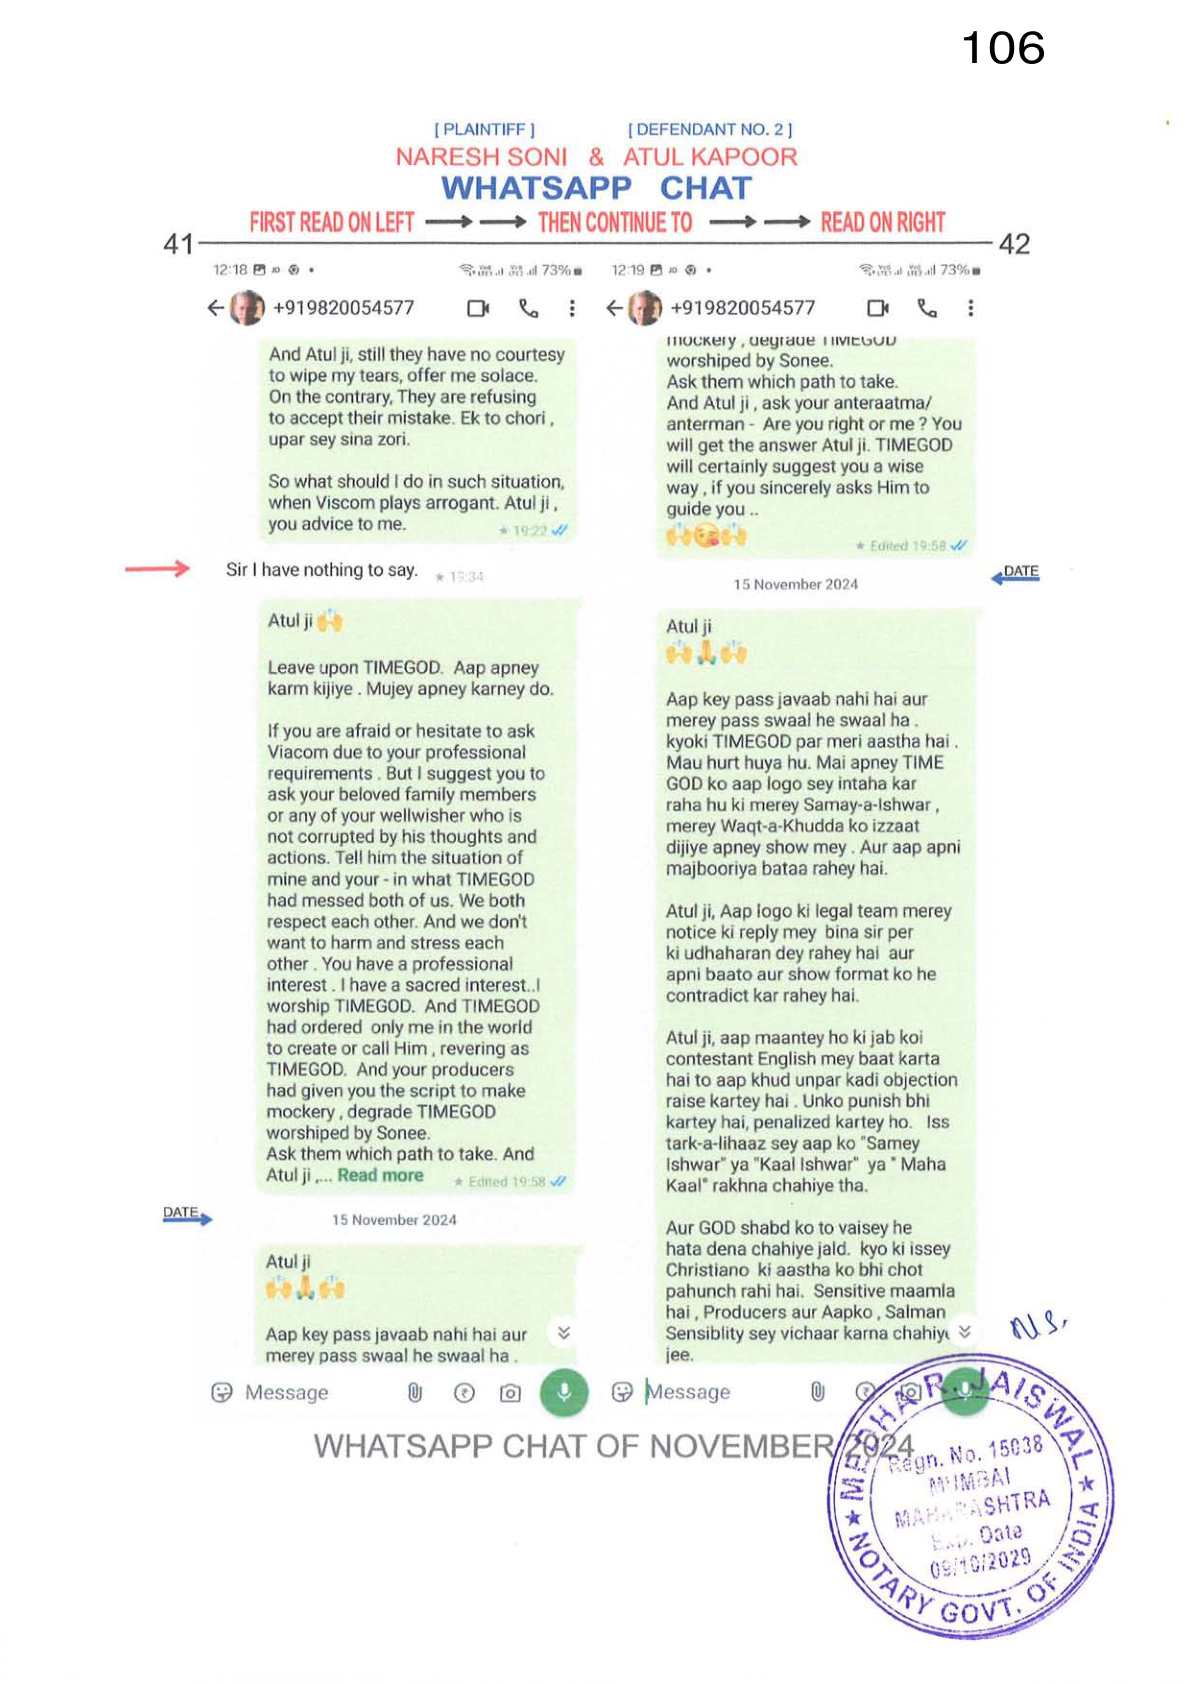 106
[ PLAINTIFF ] [ DEFENDANT NO. 2 ]
NARESH SONI & ATUL KAPOOR
WHATSAPP CHAT
FIRST READ ON LEFT THEN CONTINUE TO READ ON RIGHT
41 42
12:18 73%
+919820054577
And Atul ji, still they have no courtesy
to wipe my tears, offer me solace.
On the contrary, They are refusing
to accept their mistake. Ek to chori ,
upar sey sina zori.
So what should I do in such situation,
when Viscom plays arrogant. Atul ji ,
you advice to me.
19:22
Sir I have nothing to say.
19:34
Atul ji 🙌
Leave upon TIMEGOD. Aap apney
karm kijiye . Mujey apney karney do.
If you are afraid or hesitate to ask
Viacom due to your professional
requirements . But I suggest you to
ask your beloved family members
or any of your wellwisher who is
not corrupted by his thoughts and
actions. Tell him the situation of
mine and your - in what TIMEGOD
had messed both of us. We both
respect each other. And we don't
want to harm and stress each
other . You have a professional
interest . I have a sacred interest..I
worship TIMEGOD. And TIMEGOD
had ordered only me in the world
to create or call Him , revering as
TIMEGOD. And your producers
had given you the script to make
mockery , degrade TIMEGOD
worshiped by Sonee.
Ask them which path to take. And
Atul ji ,... Read more
Edited 19:58
DATE
15 November 2024
Atul ji
🙌🙏🙌
Aap key pass javaab nahi hai aur
merey pass swaal he swaal ha .
Message
12:19 73%
+919820054577
mockery , degrade TIMEGOD
worshiped by Sonee.
Ask them which path to take.
And Atul ji , ask your anteraatma/
anterman - Are you right or me ? You
will get the answer Atul ji. TIMEGOD
will certainly suggest you a wise
way , if you sincerely asks Him to
guide you ..
🙌😘🙌
Edited 19:58
DATE
15 November 2024
Atul ji
🙌🙏🙌
Aap key pass javaab nahi hai aur
merey pass swaal he swaal ha .
kyoki TIMEGOD par meri aastha hai .
Mau hurt huya hu. Mai apney TIME
GOD ko aap logo sey intaha kar
raha hu ki merey Samay-a-Ishwar ,
merey Waqt-a-Khudda ko izzaat
dijiye apney show mey . Aur aap apni
majbooriya bataa rahey hai.
Atul ji, Aap logo ki legal team merey
notice ki reply mey bina sir per
ki udhaharan dey rahey hai aur
apni baato aur show format ko he
contradict kar rahey hai.
Atul ji, aap maantey ho ki jab koi
contestant English mey baat karta
hai to aap khud unpar kadi objection
raise kartey hai . Unko punish bhi
kartey hai, penalized kartey ho. Iss
tark-a-lihaaz sey aap ko "Samey
Ishwar" ya "Kaal Ishwar" ya " Maha
Kaal" rakhna chahiye tha.
Aur GOD shabd ko to vaisey he
hata dena chahiye jald. kyo ki issey
Christiano ki aastha ko bhi chot
pahunch rahi hai. Sensitive maamla
hai , Producers aur Aapko , Salman
Sensiblity sey vichaar karna chahiy
jee.
Message
N.S.
WHATSAPP CHAT OF NOVEMBER 2024
MEDHA R. JAISWAL
Regn. No. 15038
MUMBAI
MAHARASHTRA
Exp. Date
09/10/2029
NOTARY GOVT. OF INDIA